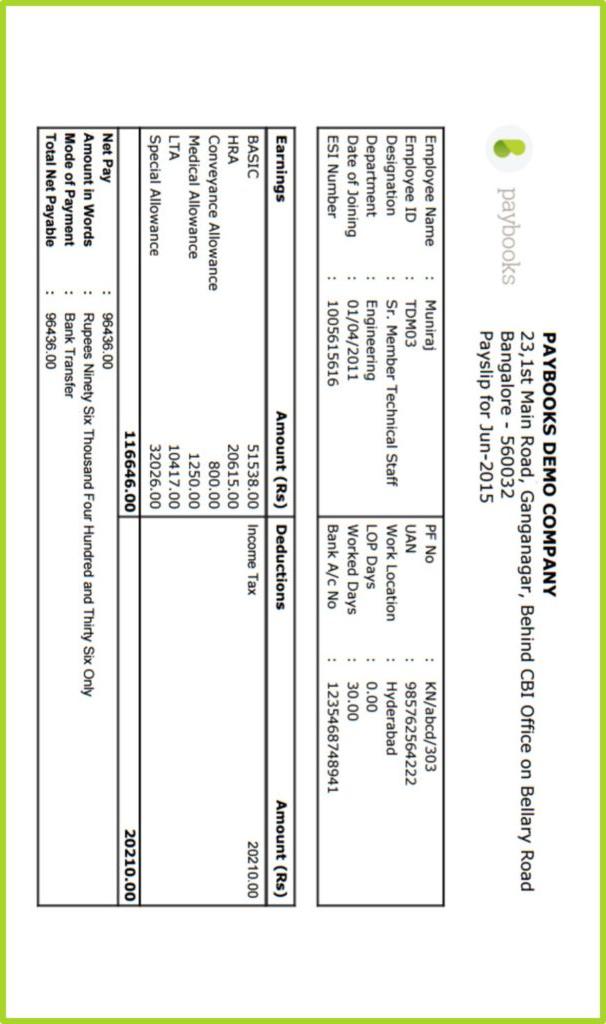 paybooks
PAYBOOKS DEMO COMPANY
23,1st Main Road, Ganganagar, Behind CBI Office on Bellary Road
Bangalore - 560032
Payslip for Jun-2015
Employee Name : Muniraj PF No : KN/abcd/303
Employee ID : TDM03 UAN : 985762564222
Designation : Sr. Member Technical Staff Work Location : Hyderabad
Department : Engineering LOP Days : 0.00
Date of Joining : 01/04/2011 Worked Days : 30.00
ESI Number : 1005615616 Bank A/c No : 1235468748941
Earnings Amount (Rs) Deductions Amount (Rs)
BASIC 51538.00 Income Tax 20210.00
HRA 20615.00
Conveyance Allowance 800.00
Medical Allowance 1250.00
LTA 10417.00
Special Allowance 32026.00
116646.00 20210.00
Net Pay : 96436.00
Amount in Words : Rupees Ninety Six Thousand Four Hundred and Thirty Six Only
Mode of Payment : Bank Transfer
Total Net Payable : 96436.00